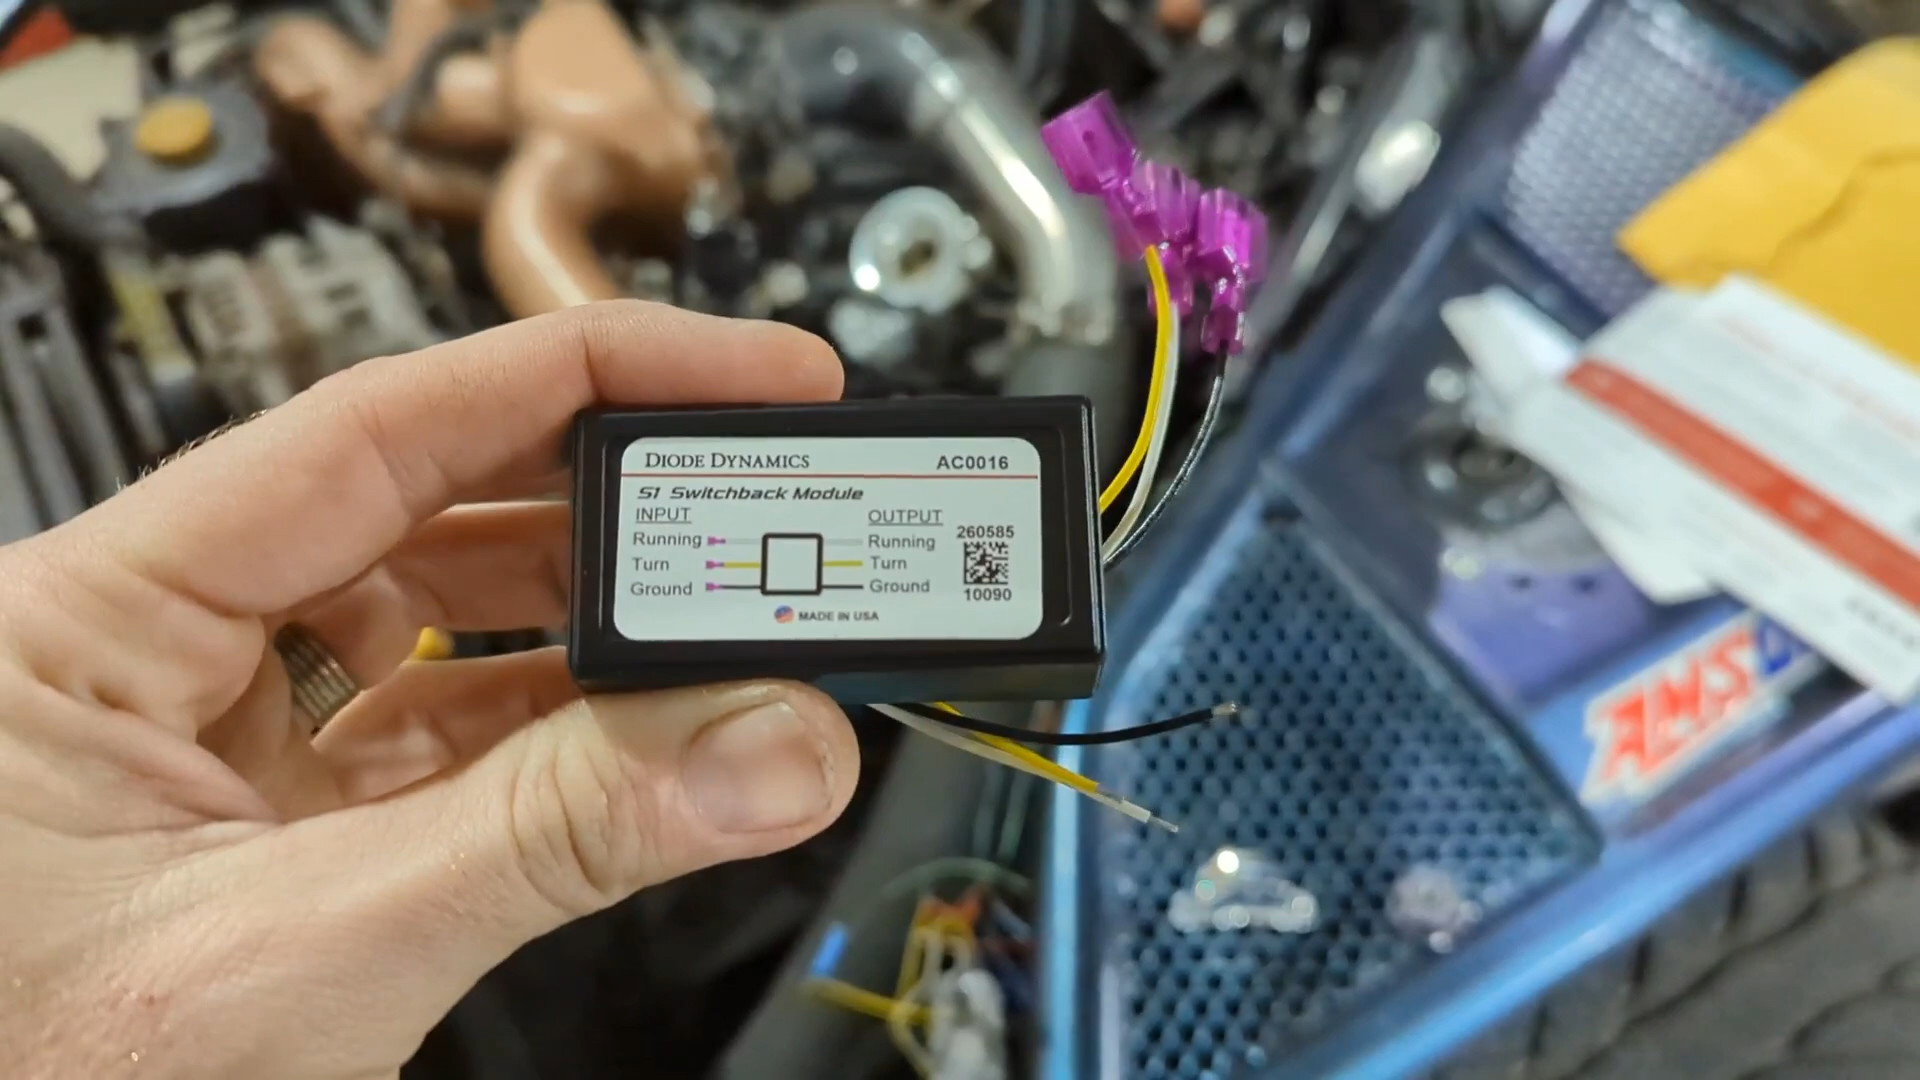 DIODE DYNAMICS AC0016
S1 Switchback Module
INPUT OUTPUT
Running Running
Turn Turn
Ground Ground
260585
10090
MADE IN USA
AMS